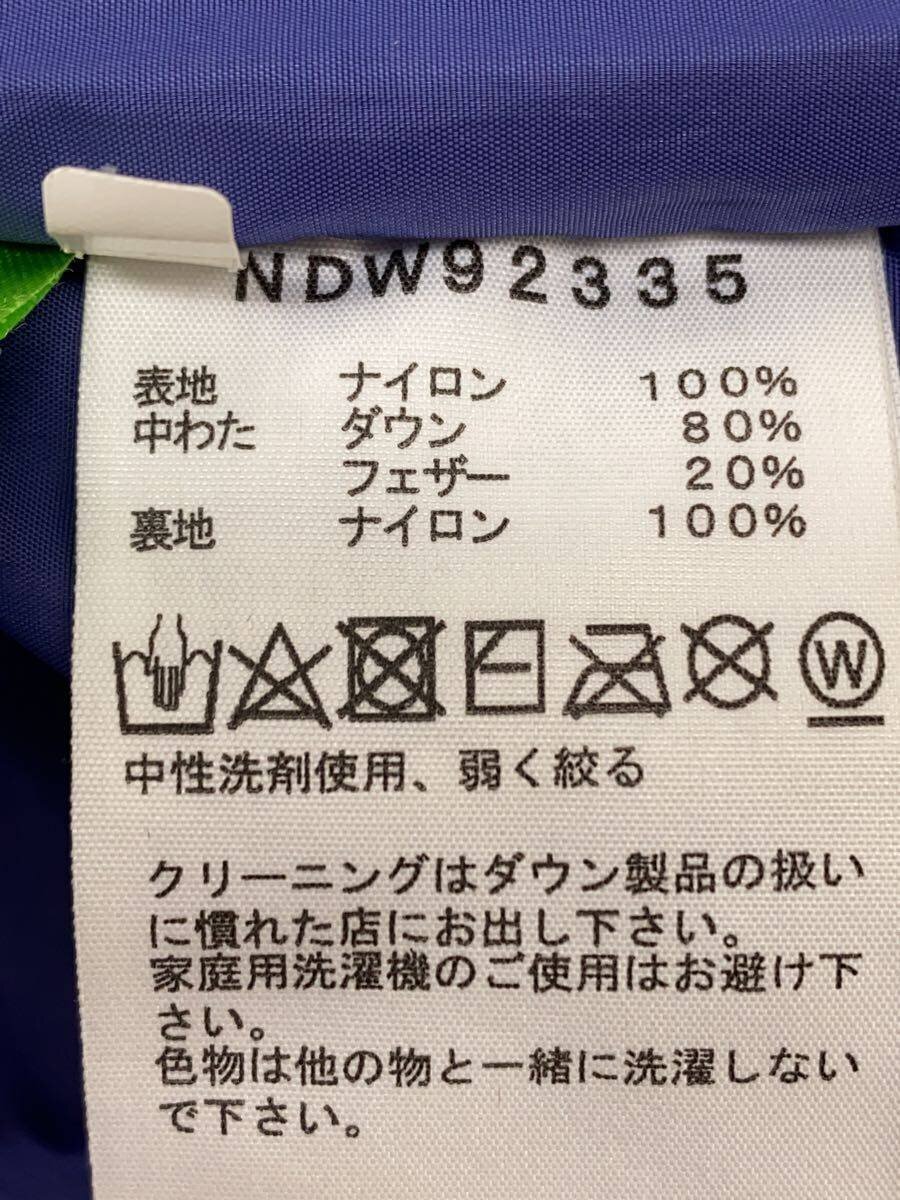 NDW92335
表地 ナイロン 100%
中わた ダウン 80%
フェザー 20%
裏地 ナイロン 100%
W
中性洗剤使用、弱く絞る
クリーニングはダウン製品の扱い
に慣れた店にお出し下さい。
家庭用洗濯機のご使用はお避け下
さい。
色物は他の物と一緒に洗濯しない
で下さい。